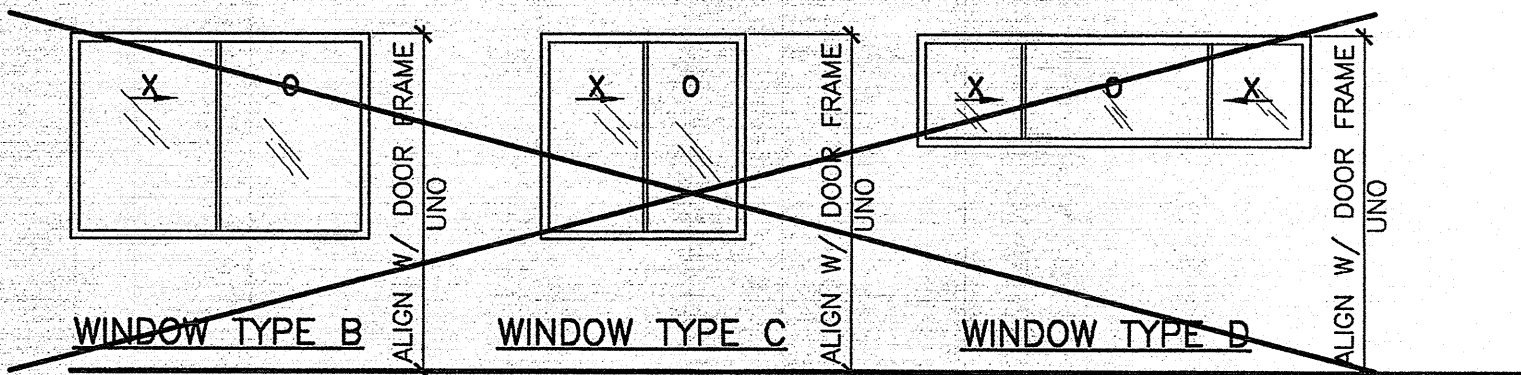 X O
ALIGN W/ DOOR FRAME
UNO
WINDOW TYPE B
X O
ALIGN W/ DOOR FRAME
UNO
WINDOW TYPE C
X O X
ALIGN W/ DOOR FRAME
UNO
WINDOW TYPE D